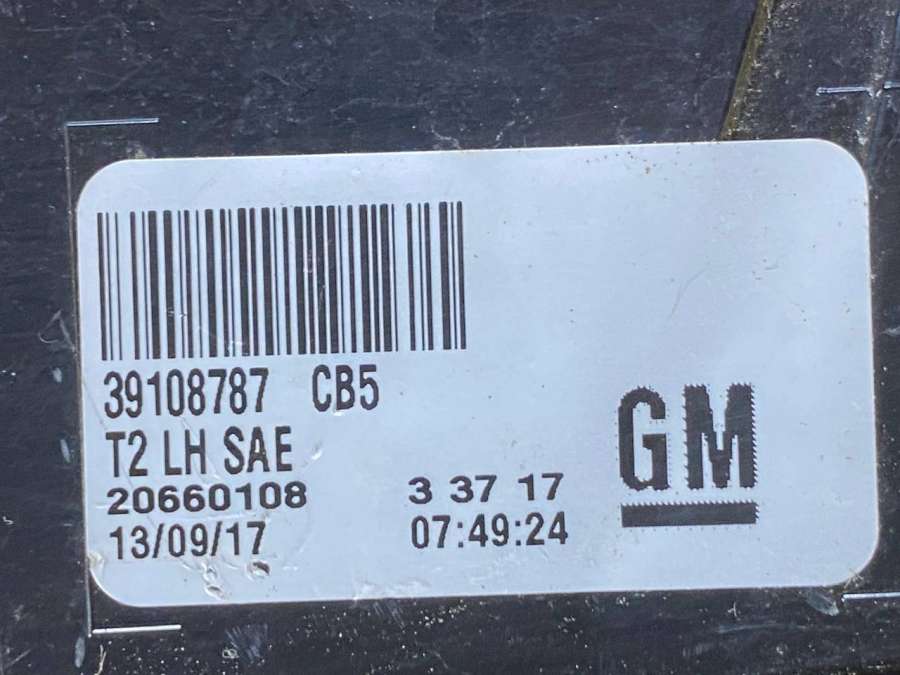 39108787 CB5
T2 LH SAE
20660108 3 37 17
13/09/17 07:49:24
GM